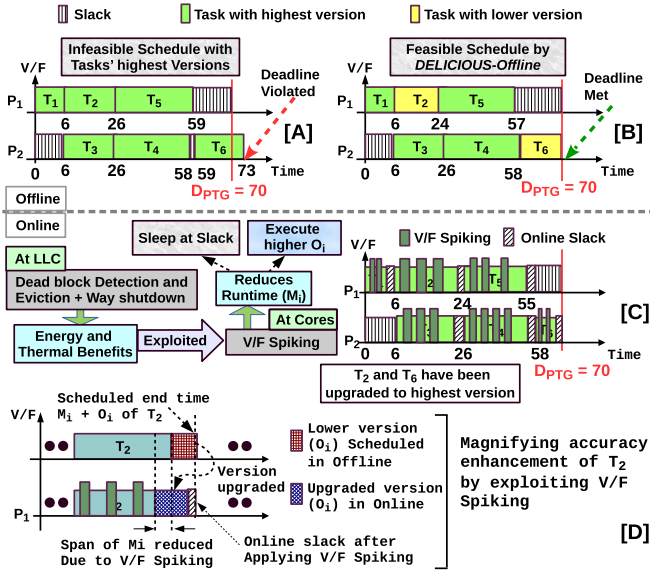 Slack
Task with highest version
Task with lower version
V/F
Infeasible Schedule with
Tasks' highest Versions
Deadline
Violated
P1
T1
T2
T5
6
26
59
[A]
P2
T3
T4
T6
0
6
26
58
59
73
Time
DPTG = 70
V/F
Feasible Schedule by
DELICIOUS-Offline
Deadline
Met
P1
T1
T2
T5
6
24
57
[B]
P2
T3
T4
T6
0
6
26
58
Time
DPTG = 70
Offline
Online
At LLC
Dead block Detection and
Eviction + Way shutdown
Energy and
Thermal Benefits
Exploited
Sleep at Slack
Execute
higher Oi
Reduces
Runtime (Mi)
At Cores
V/F Spiking
V/F
V/F Spiking
Online Slack
P1
2
T5
6
24
55
[C]
P2
0
6
26
58
Time
DPTG = 70
T2 and T6 have been
upgraded to highest version
Scheduled end time
Mi + Oi of T2
V/F
T2
Version
upgraded
P1
2
Span of Mi reduced
Due to V/F Spiking
Lower version
(Oi) Scheduled
in Offline
Upgraded version
(Oi) in Online
Online slack after
Applying V/F Spiking
Magnifying accuracy
enhancement of T2
by exploiting V/F
Spiking
[D]